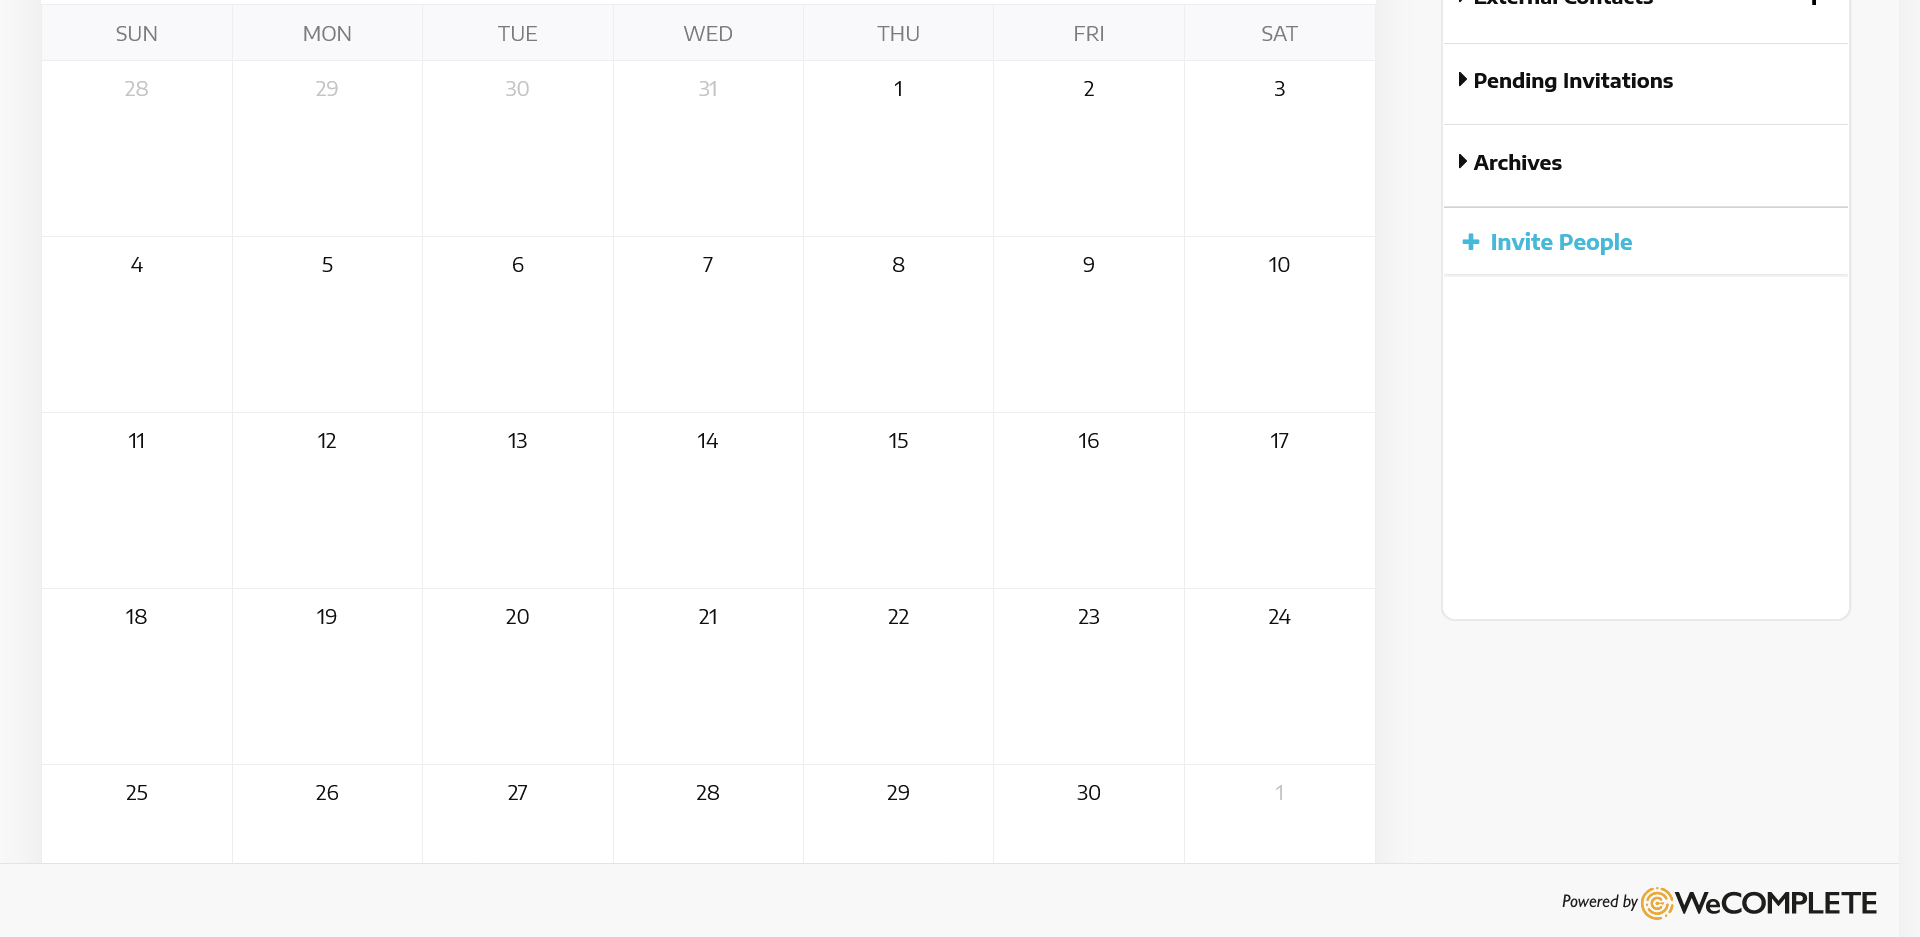 SUN MON TUE WED THU FRI SAT
28 29 30 31 1 2 3
4 5 6 7 8 9 10
11 12 13 14 15 16 17
18 19 20 21 22 23 24
25 26 27 28 29 30 1
External Contacts
Pending Invitations
Archives
+ Invite People
Powered by WeCOMPLETE